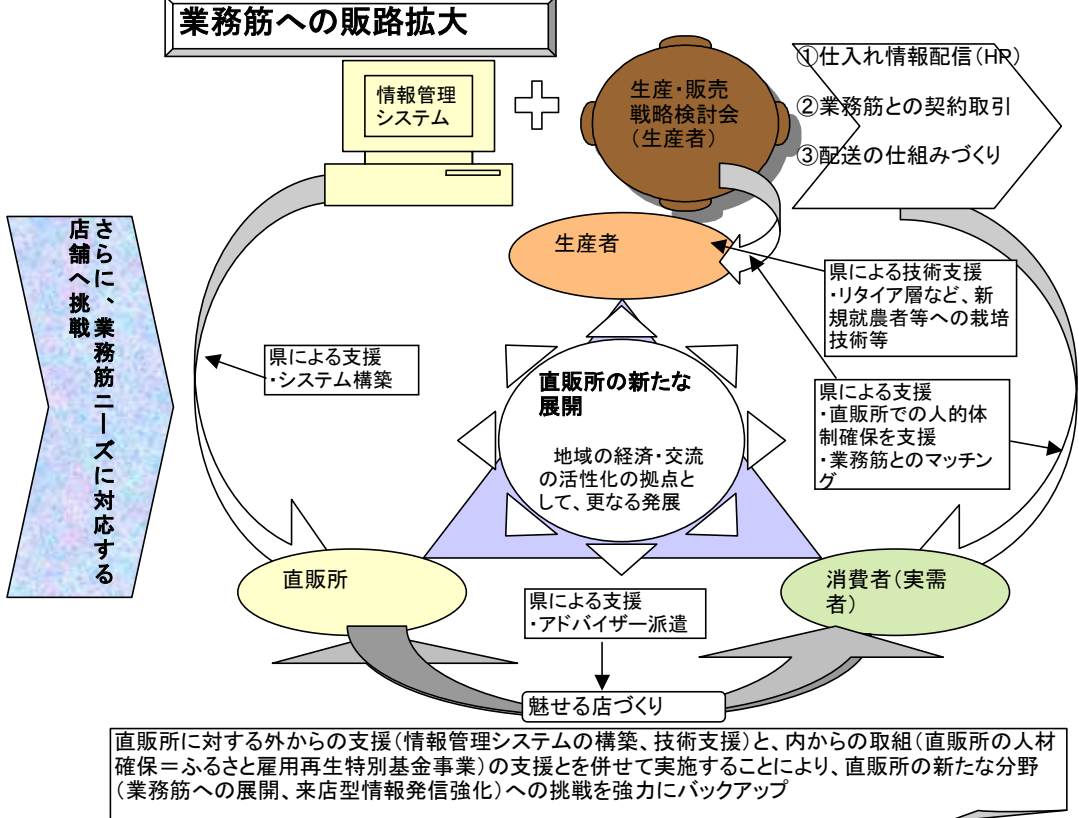 業務筋への販路拡大
情報管理
システム
生産・販売
戦略検討会
(生産者)
①仕入れ情報配信(HP)
②業務筋との契約取引
③配送の仕組みづくり
さらに、業務筋ニーズに対応する
店舗へ挑戦
生産者
県による技術支援
・リタイア層など、新
規就農者等への栽培
技術等
県による支援
・システム構築
直販所の新たな
展開
地域の経済・交流
の活性化の拠点と
して、更なる発展
県による支援
・直販所での人的体
制確保を支援
・業務筋とのマッチン
グ
直販所
消費者(実需
者)
県による支援
・アドバイザー派遣
魅せる店づくり
直販所に対する外からの支援(情報管理システムの構築、技術支援)と、内からの取組(直販所の人材
確保=ふるさと雇用再生特別基金事業)の支援とを併せて実施することにより、直販所の新たな分野
(業務筋への展開、来店型情報発信強化)への挑戦を強力にバックアップ